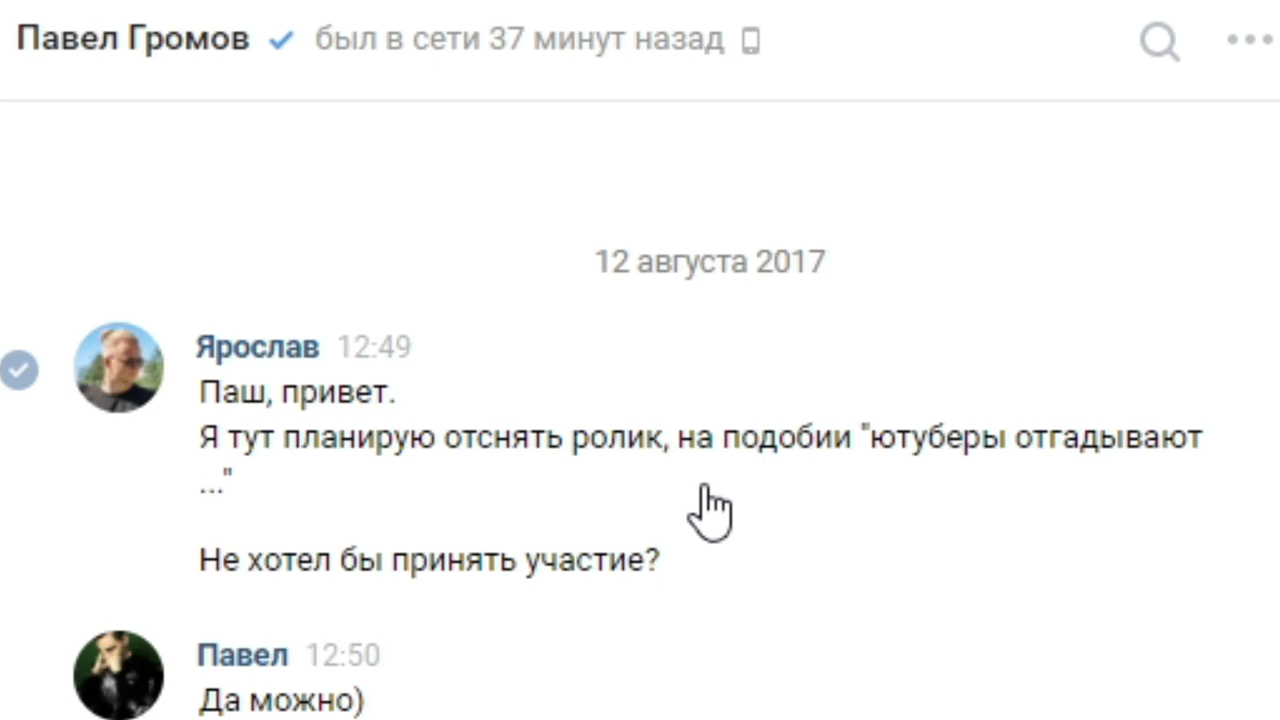 Павел Громов был в сети 37 минут назад
12 августа 2017
Ярослав 12:49
Паш, привет.
Я тут планирую отснять ролик, на подобии "ютуберы отгадывают
..."
Не хотел бы принять участие?
Павел 12:50
Да можно)